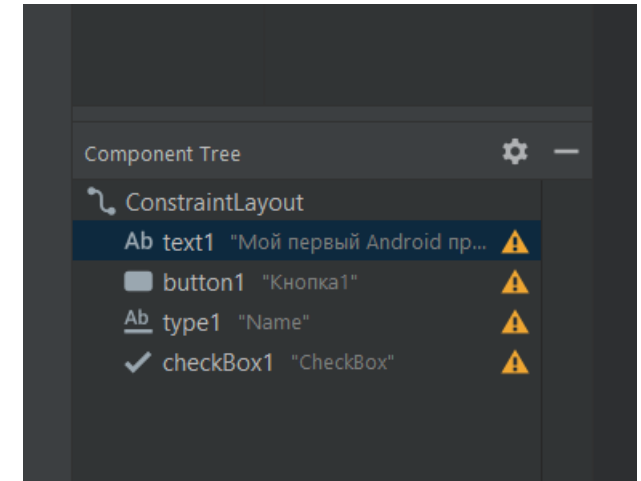 Component Tree
ConstraintLayout
Ab text1 "Мой первый Android пр...
button1 "Кнопка1"
Ab type1 "Name"
checkBox1 "CheckBox"